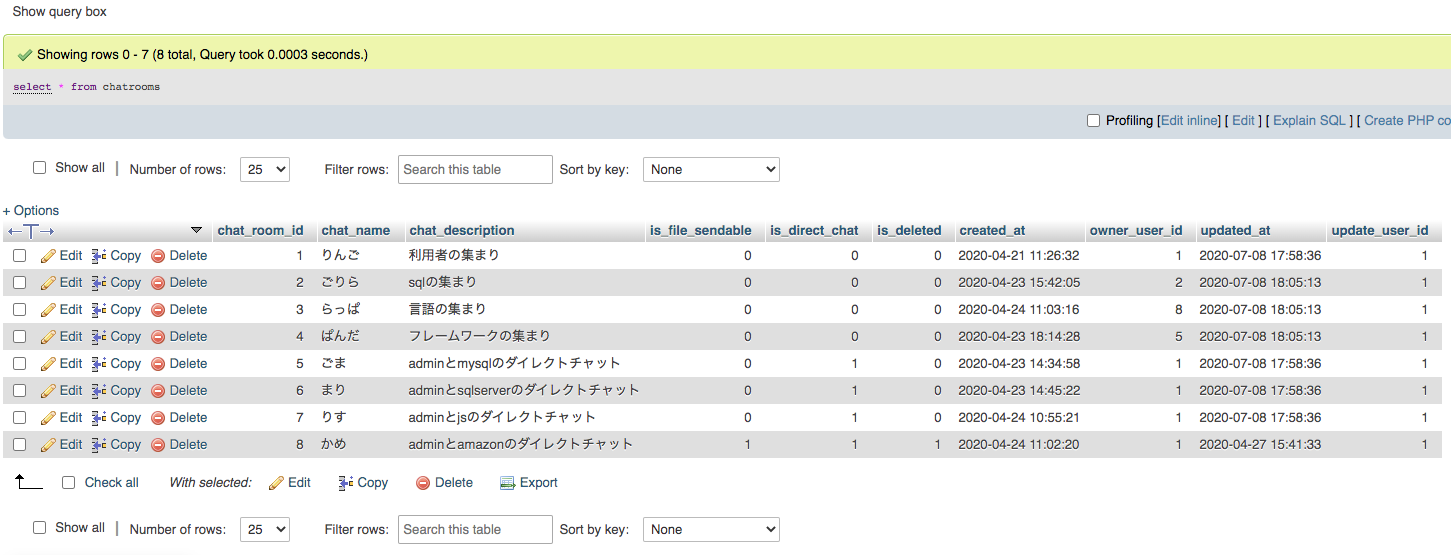 Show query box
Showing rows 0 - 7 (8 total, Query took 0.0003 seconds.)
select * from chatrooms
Profiling [Edit inline] [ Edit ] [ Explain SQL ] [ Create PHP co
Show all | Number of rows: 25 Filter rows: Search this table Sort by key: None
+ Options
chat_room_id chat_name chat_description is_file_sendable is_direct_chat is_deleted created_at owner_user_id updated_at update_user_id
Edit Copy Delete 1 りんご 利用者の集まり 0 0 0 2020-04-21 11:26:32 1 2020-07-08 17:58:36 1
Edit Copy Delete 2 ごりら sqlの集まり 0 0 0 2020-04-23 15:42:05 2 2020-07-08 18:05:13 1
Edit Copy Delete 3 らっぱ 言語の集まり 0 0 0 2020-04-24 11:03:16 8 2020-07-08 18:05:13 1
Edit Copy Delete 4 ぱんだ フレームワークの集まり 0 0 0 2020-04-23 18:14:28 5 2020-07-08 18:05:13 1
Edit Copy Delete 5 ごま adminとmysqlのダイレクトチャット 0 1 0 2020-04-23 14:34:58 1 2020-07-08 17:58:36 1
Edit Copy Delete 6 まり adminとsqlserverのダイレクトチャット 0 1 0 2020-04-23 14:45:22 1 2020-07-08 17:58:36 1
Edit Copy Delete 7 りす adminとjsのダイレクトチャット 0 1 0 2020-04-24 10:55:21 1 2020-07-08 17:58:36 1
Edit Copy Delete 8 かめ adminとamazonのダイレクトチャット 1 1 1 2020-04-24 11:02:20 1 2020-04-27 15:41:33 1
Check all With selected: Edit Copy Delete Export
Show all | Number of rows: 25 Filter rows: Search this table Sort by key: None